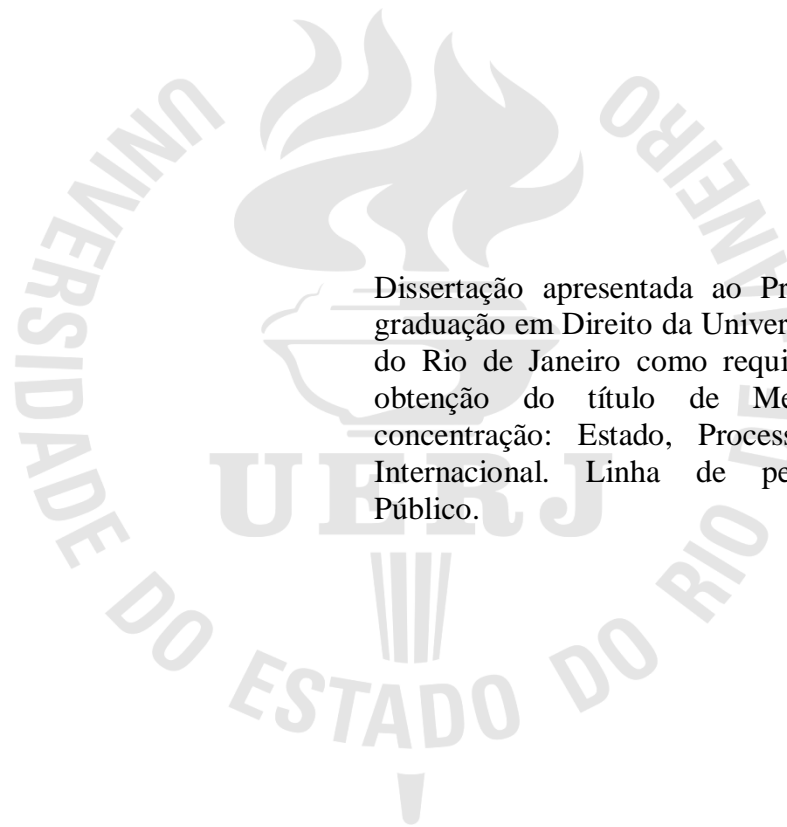 UNIVERSIDADE DO ESTADO DO RIO DE JANEIRO
UERJ
Dissertação apresentada ao Pr
graduação em Direito da Univer
do Rio de Janeiro como requi
obtenção do título de Me
concentração: Estado, Process
Internacional. Linha de pe
Público.